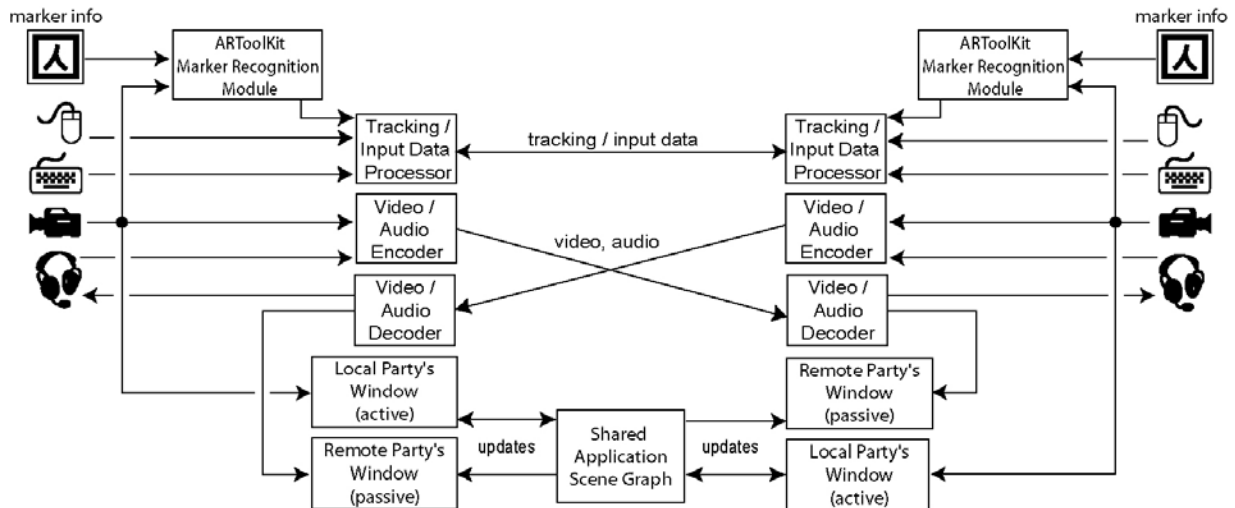 marker info
marker info
ARToolKit
Marker Recognition
Module
ARToolKit
Marker Recognition
Module
Tracking /
Input Data
Processor
tracking / input data
Tracking /
Input Data
Processor
Video /
Audio
Encoder
video, audio
Video /
Audio
Encoder
Video /
Audio
Decoder
Video /
Audio
Decoder
Local Party's
Window
(active)
Remote Party's
Window
(passive)
Remote Party's
Window
(passive)
updates
Shared
Application
Scene Graph
updates
Local Party's
Window
(active)